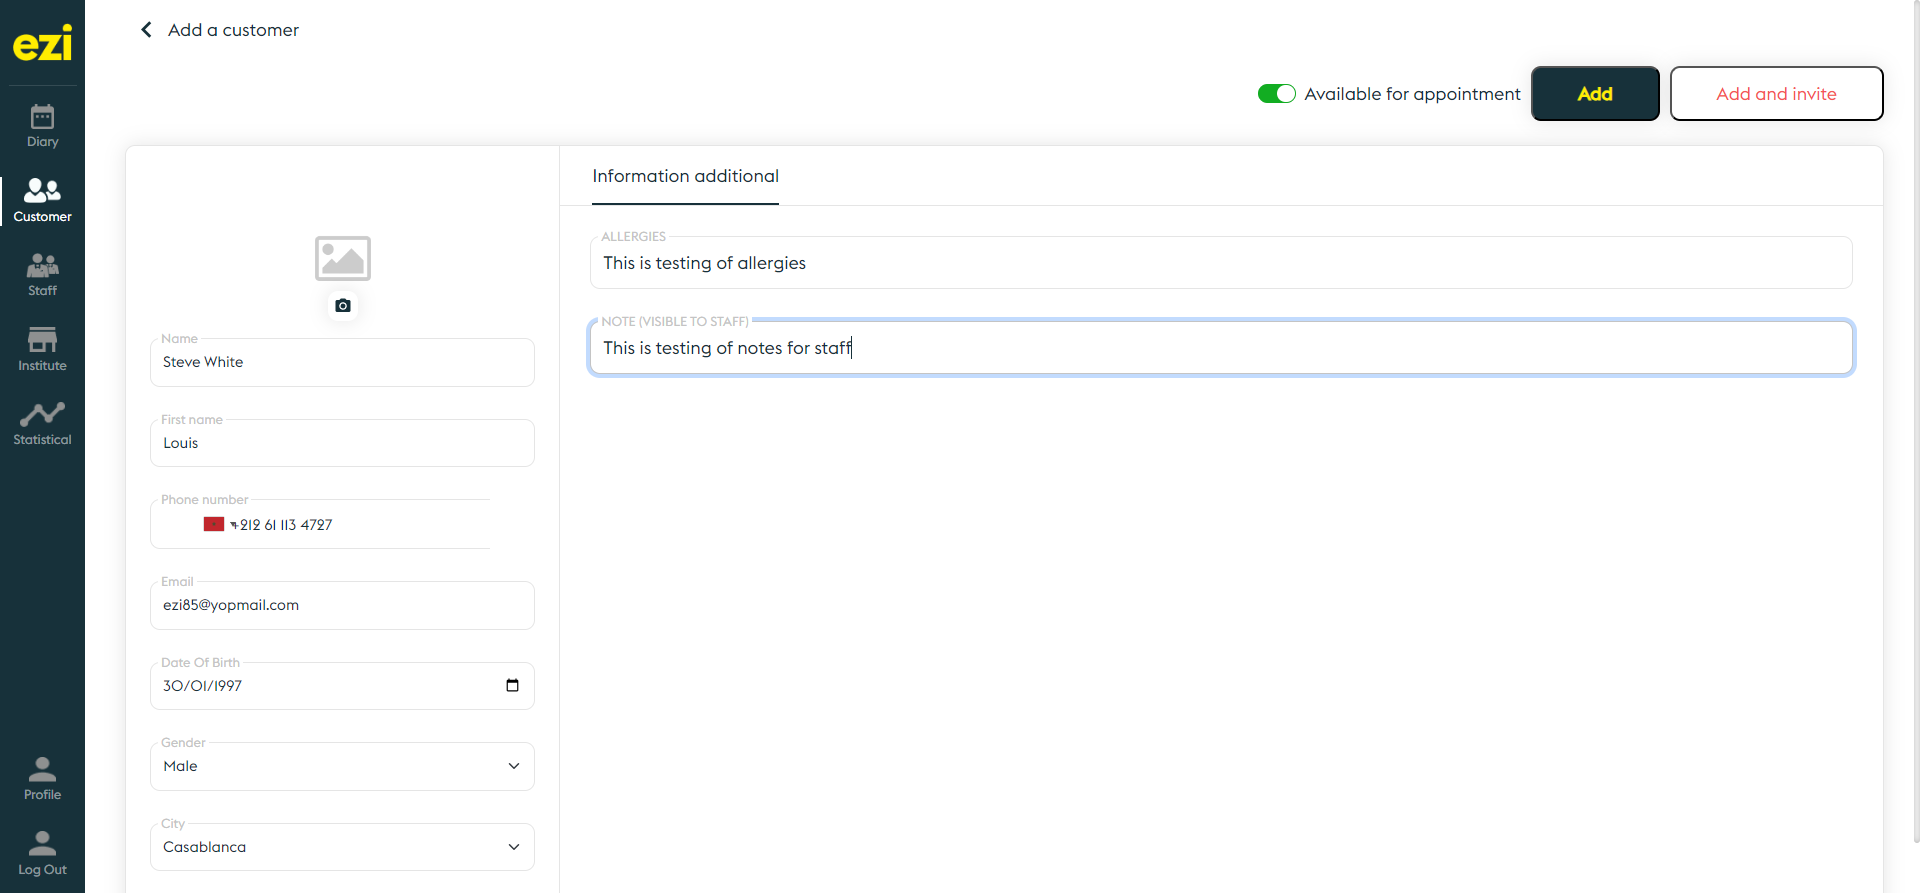 ezi
Diary
Customer
Staff
Institute
Statistical
Profile
Log Out
Add a customer
Available for appointment
Add
Add and invite
Name
Steve White
First name
Louis
Phone number
+212 61 113 4727
Email
ezi85@yopmail.com
Date Of Birth
30/01/1997
Gender
Male
City
Casablanca
Information additional
ALLERGIES
This is testing of allergies
NOTE (VISIBLE TO STAFF)
This is testing of notes for staff